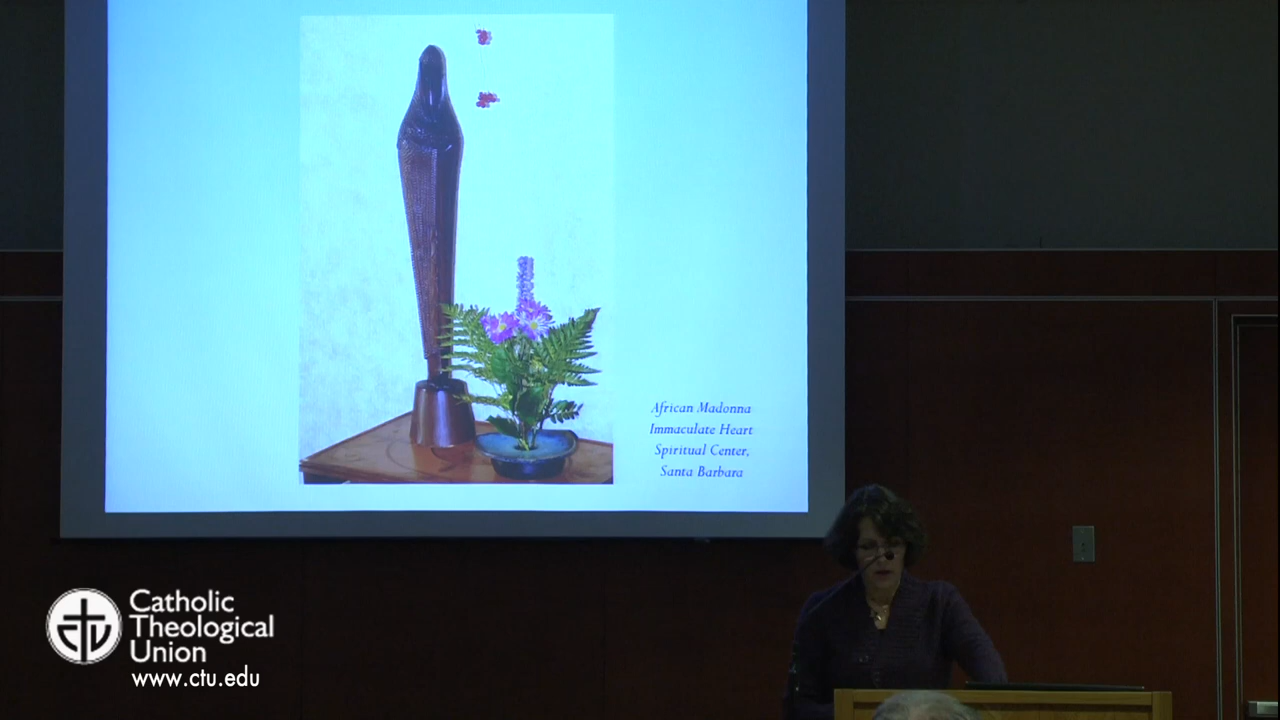 African Madonna
Immaculate Heart
Spiritual Center,
Santa Barbara
Catholic
Theological
Union
www.ctu.edu